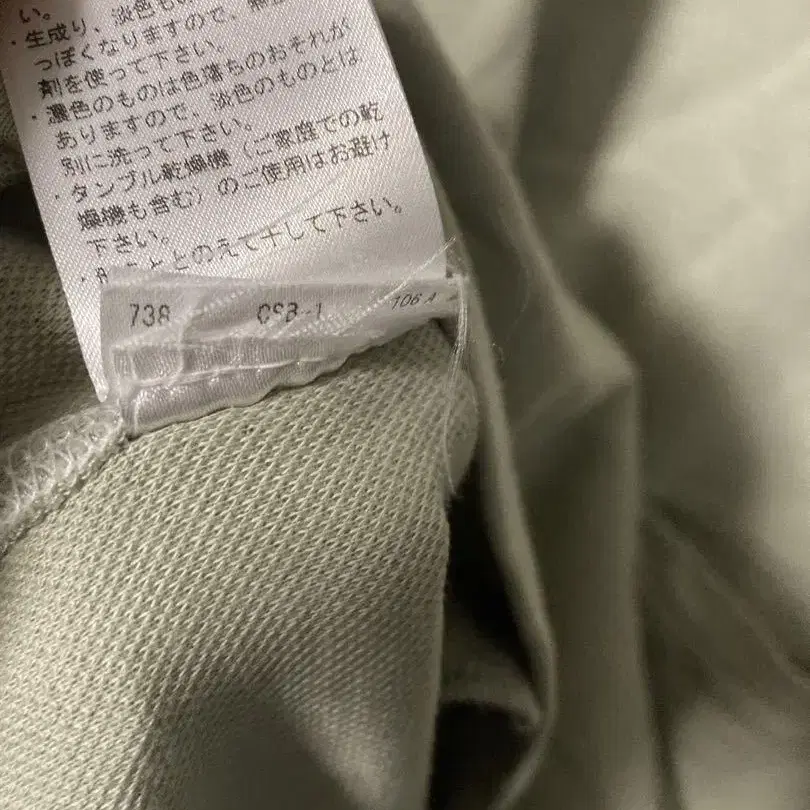 い。
・生成り、淡色も
っぽくなりますので、
剤を使って下さい。
・濃色のものは色落ちのおそれが
ありますので、淡色のものとは
別に洗って下さい。
・タンブル乾燥機（ご家庭での乾
燥機も含む）のご使用はお避け
下さい。
ととのえて干して下さい。
738 CSB-1 106A